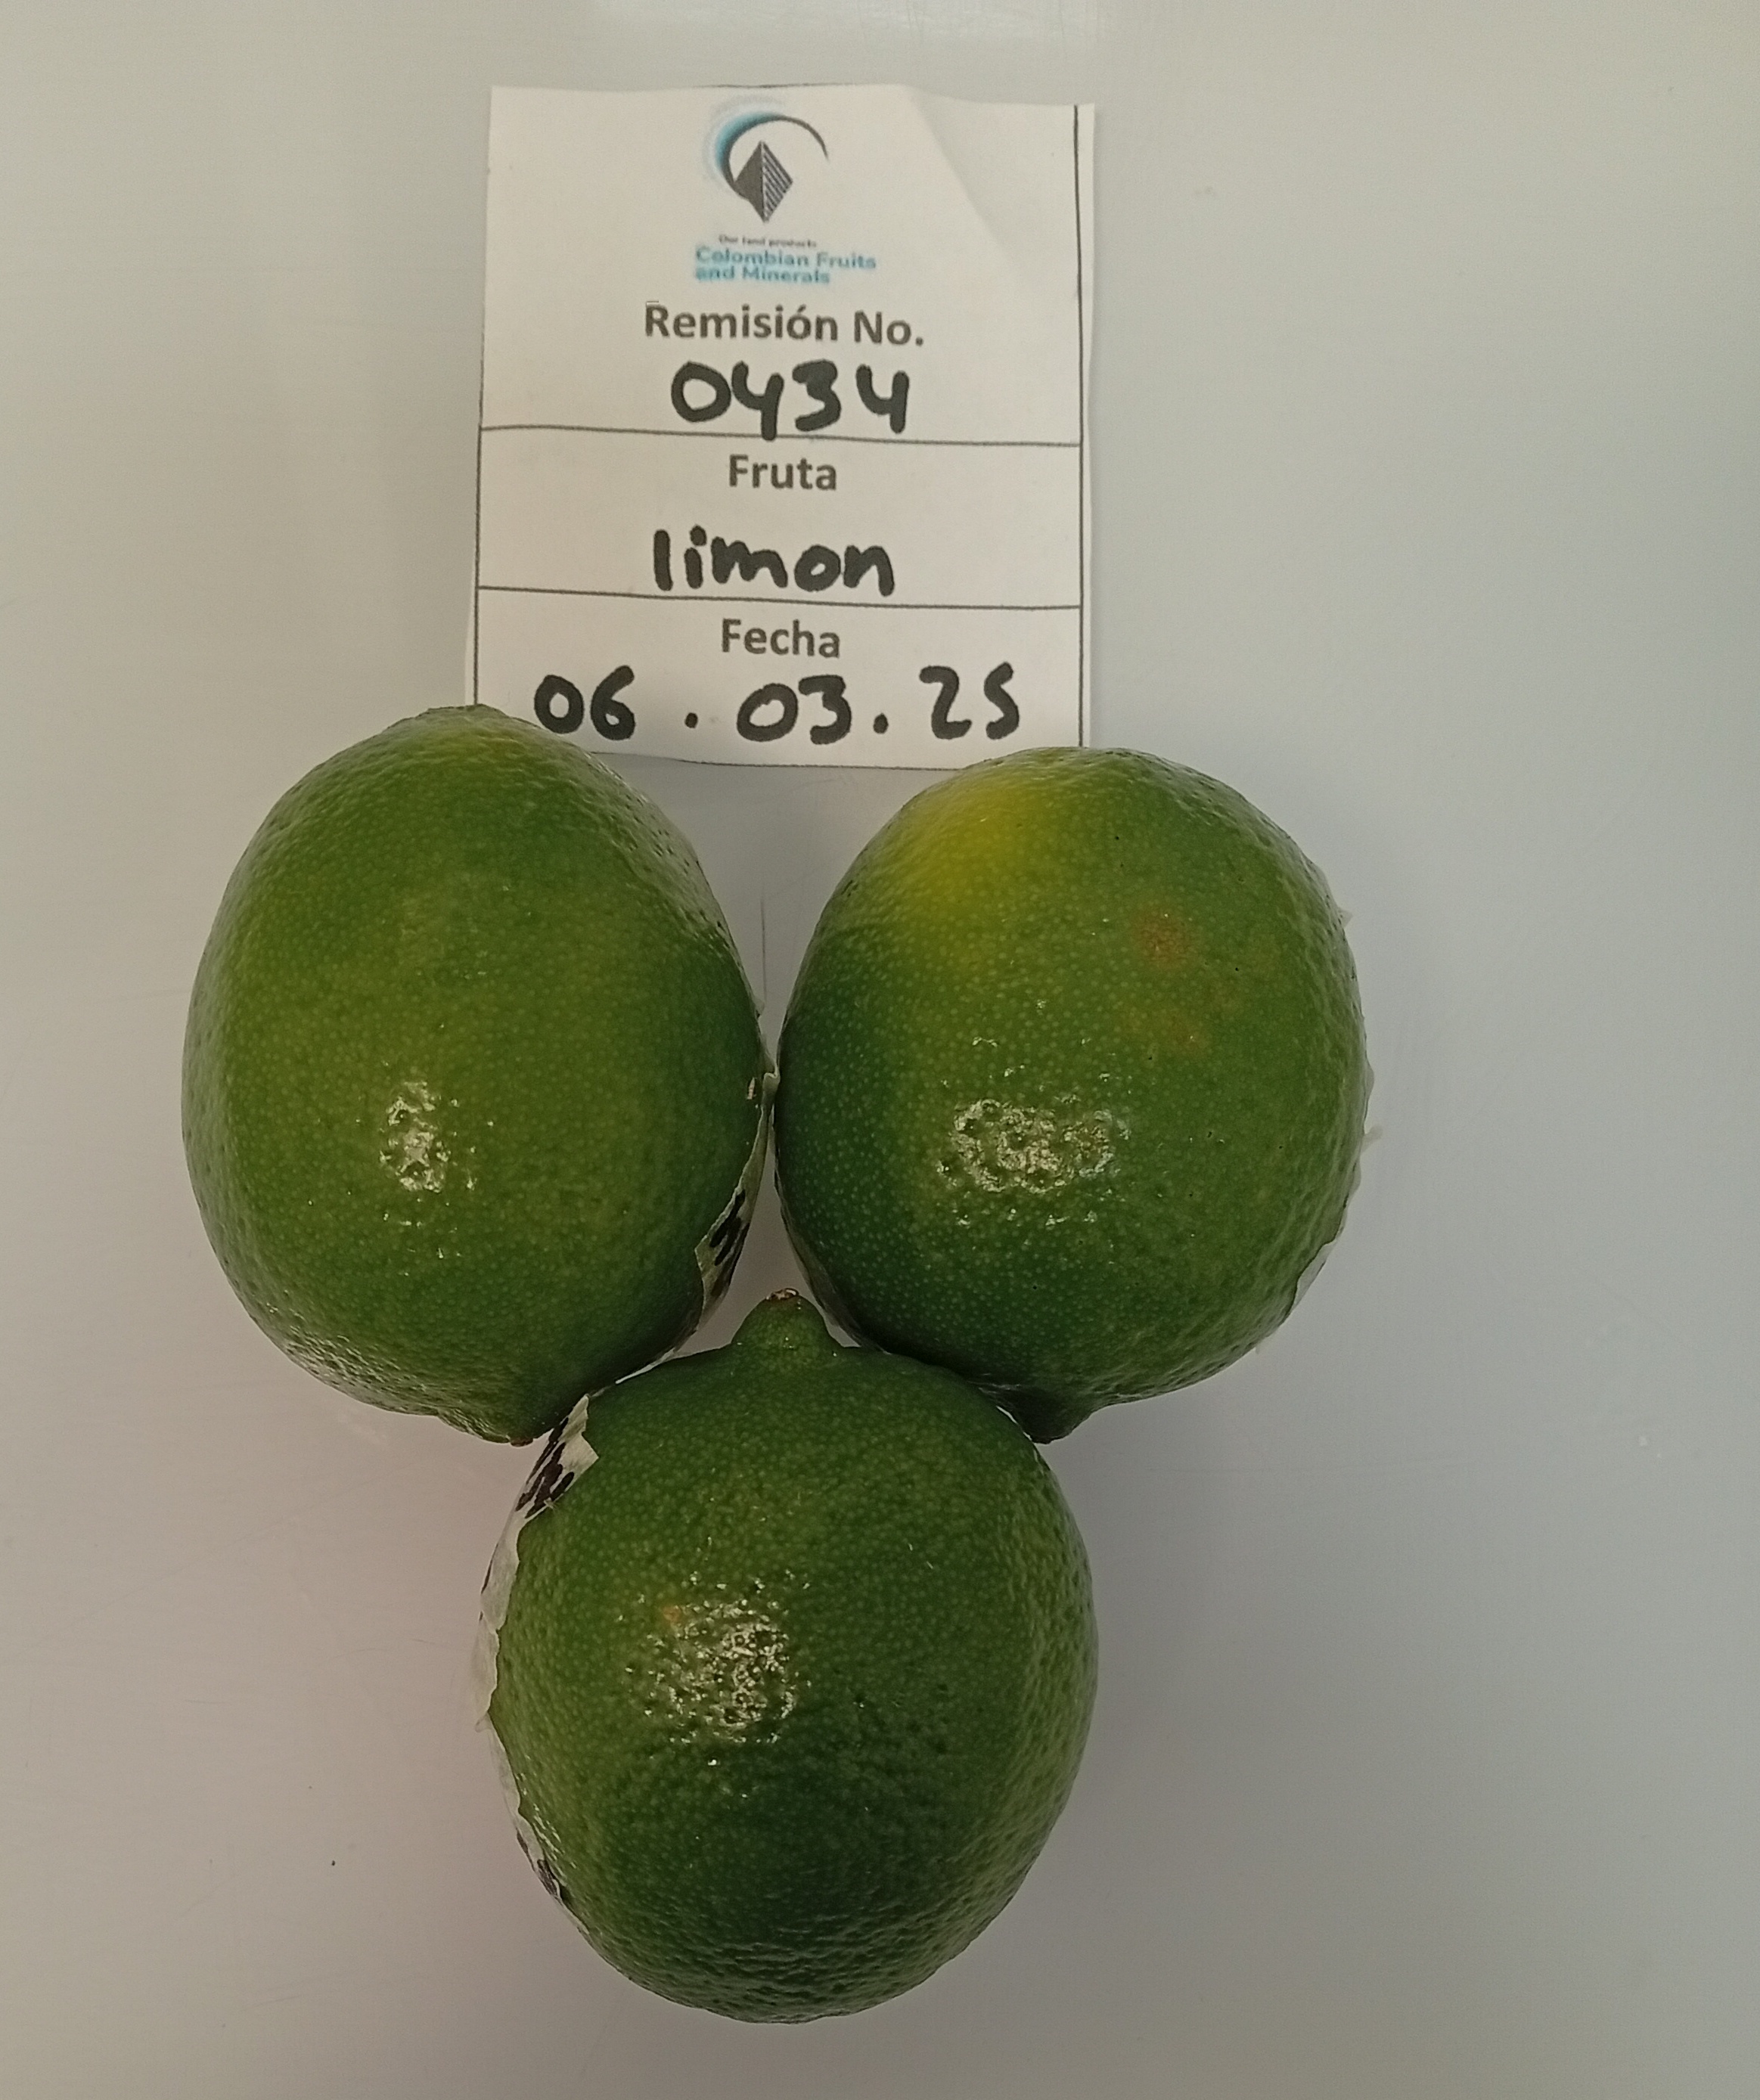 Our land products
Colombian Fruits
and Minerals
Remisión No.
0434
Fruta
limon
Fecha
06.03.25